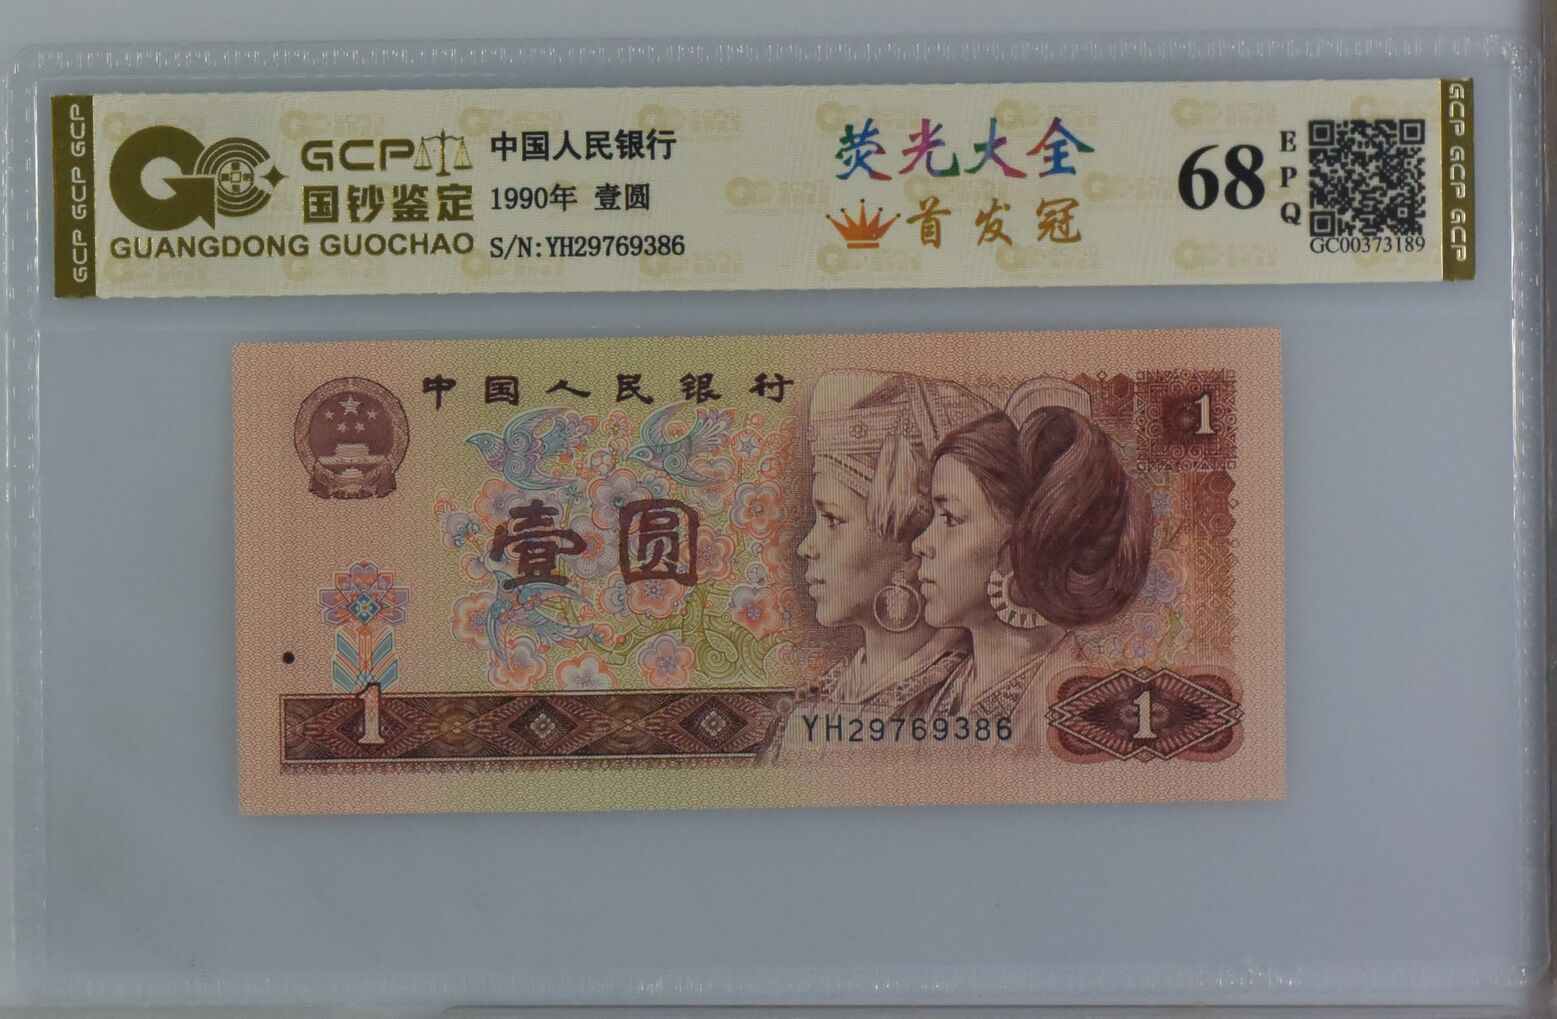 GCP GCP GCP
GCP
国钞鉴定
GUANGDONG GUOCHAO
中国人民银行
1990年 壹圆
S/N:YH29769386
荧光大全
首发冠
68
EPQ
GC00373189
GCP GCP GCP
中国人民银行
1
壹圆
1
YH29769386
1